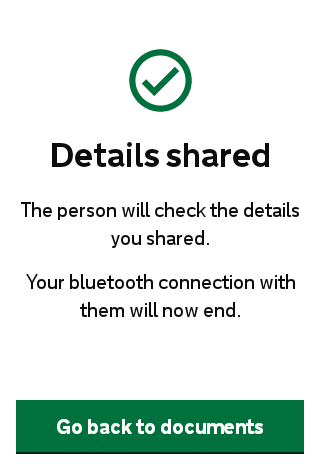 Details shared
The person will check the details
you shared.
Your bluetooth connection with
them will now end.
Go back to documents